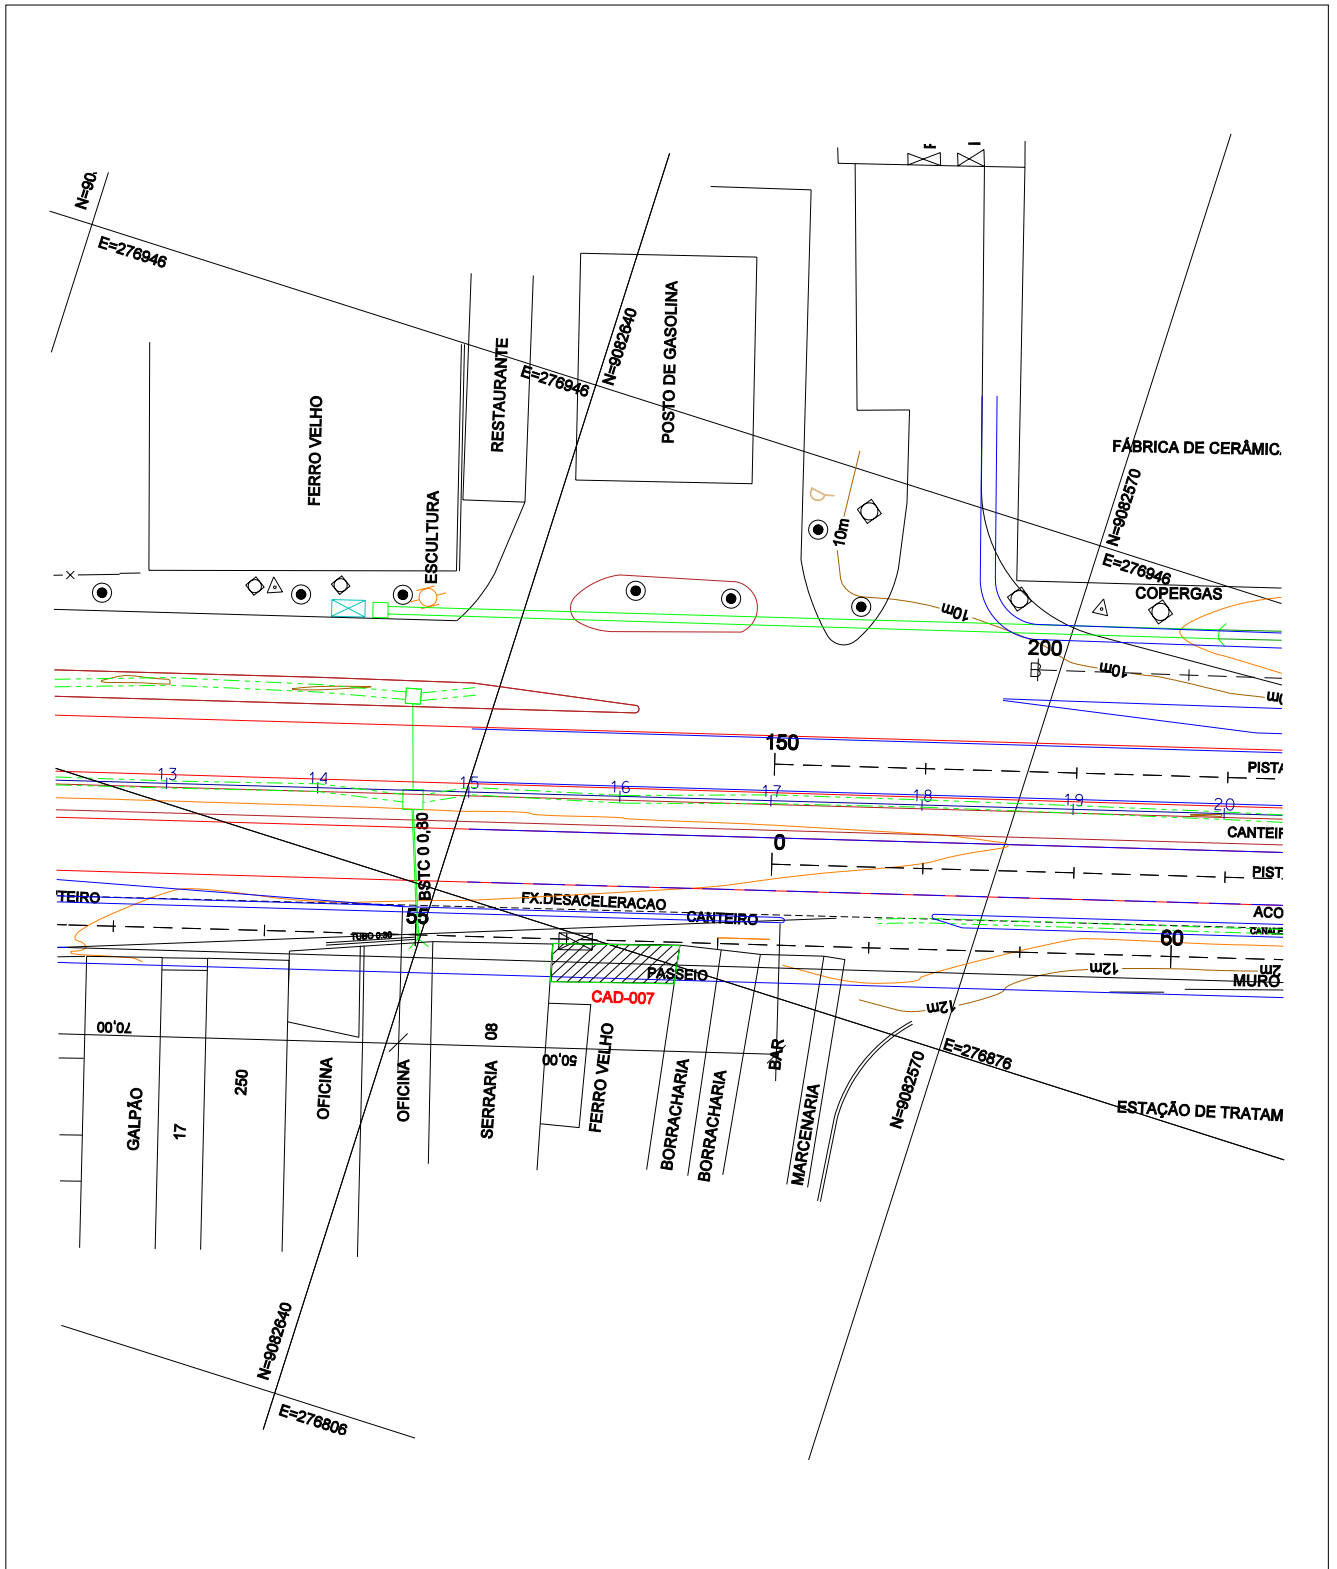 N=90
E=276946
N=9082640
E=276946
POSTO DE GASOLINA
RESTAURANTE
FERRO VELHO
ESCULTURA
FÁBRICA DE CERÂMIC
N=9082570
E=276946
COPERGAS
10m
10m
200
10m
150
PISTA
13
14
15
16
17
18
19
20
CANTEIR
BSTC 0 0,80
0
PIST
TEIRO
FX.DESACELERACAO
CANTEIRO
ACO
CANALE
55
TUBO 0.80
60
12m
2m
PASSEIO
MURO
CAD-007
12m
70,00
50,00
80
GALPÃO
17
250
OFICINA
OFICINA
SERRARIA
FERRO VELHO
BORRACHARIA
BORRACHARIA
BAR
MARCENARIA
N=9082570
E=276876
ESTAÇÃO DE TRATAM
N=9082640
E=276806